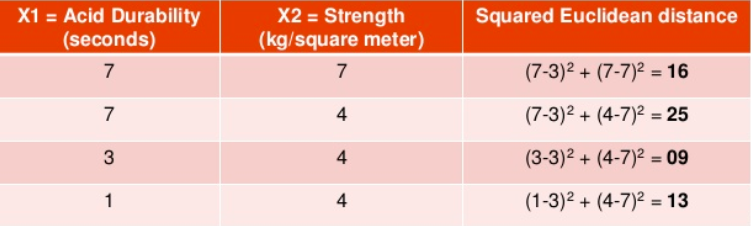 X1 = Acid Durability X2 = Strength Squared Euclidean distance
(seconds) (kg/square meter)
7 7 (7-3)² + (7-7)² = 16
7 4 (7-3)² + (4-7)² = 25
3 4 (3-3)² + (4-7)² = 09
1 4 (1-3)² + (4-7)² = 13